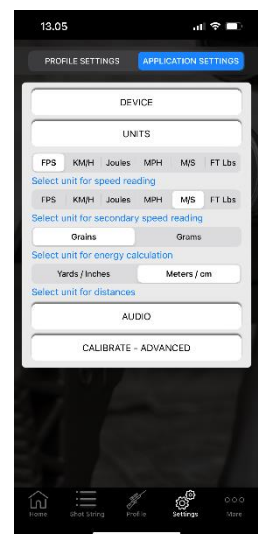 13.05
PROFILE SETTINGS APPLICATION SETTINGS
DEVICE
UNITS
FPS KM/H Joules MPH M/S FT Lbs
Select unit for speed reading
FPS KM/H Joules MPH M/S FT Lbs
Select unit for secondary speed reading
Grains Grams
Select unit for energy calculation
Yards / Inches Meters / cm
Select unit for distances
AUDIO
CALIBRATE - ADVANCED
Home Shot String Profile Settings More